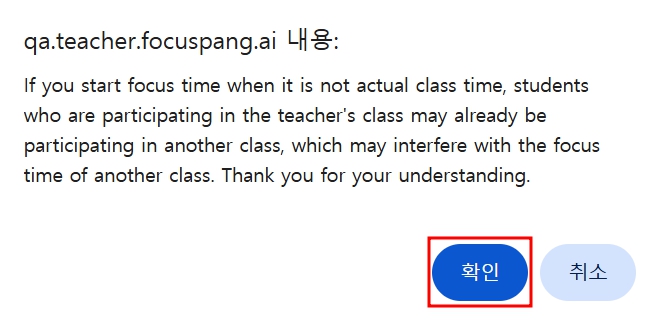 qa.teacher.focuspang.ai 내용:
If you start focus time when it is not actual class time, students
who are participating in the teacher's class may already be
participating in another class, which may interfere with the focus
time of another class. Thank you for your understanding.
확인 취소